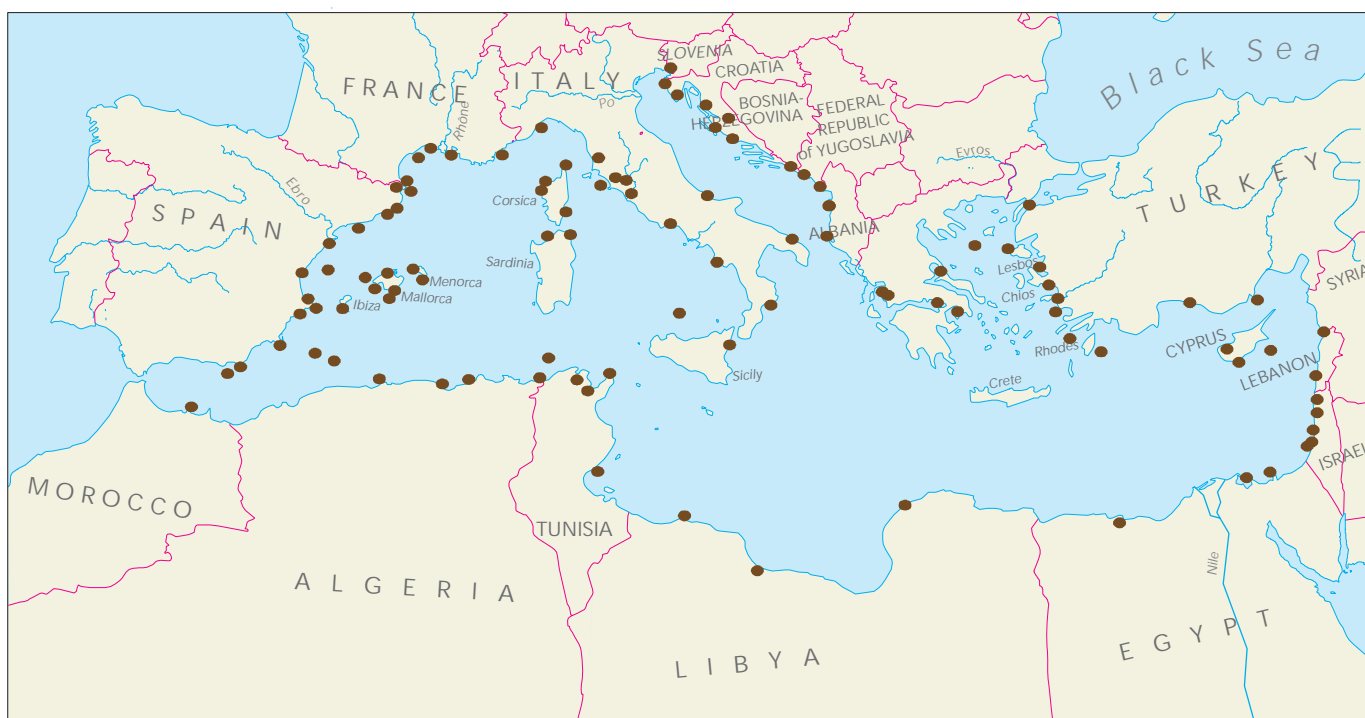 SLOVENIA
CROATIA
FRANCE
ITALY
Black Sea
BOSNIA-
HERZEGOVINA
FEDERAL
REPUBLIC
of YUGOSLAVIA
Po
Rhône
Evros
TURKEY
Ebro
SPAIN
Corsica
ALBANIA
Sardinia
Lesbos
SYRIA
Menorca
Mallorca
Ibiza
Chios
Rhodes
CYPRUS
LEBANON
Sicily
Crete
ISRAEL
MOROCCO
TUNISIA
ALGERIA
Nile
LIBYA
EGYPT